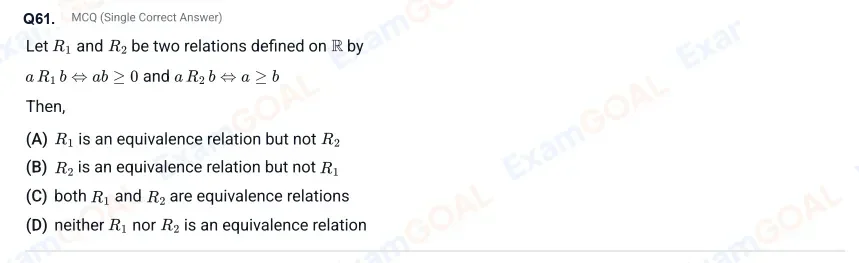 Q61. MCQ (Single Correct Answer)
Let R₁ and R₂ be two relations defined on ℝ by
a R₁ b ⇔ ab ≥ 0 and a R₂ b ⇔ a ≥ b
Then,
(A) R₁ is an equivalence relation but not R₂
(B) R₂ is an equivalence relation but not R₁
(C) both R₁ and R₂ are equivalence relations
(D) neither R₁ nor R₂ is an equivalence relation
ExamGOAL